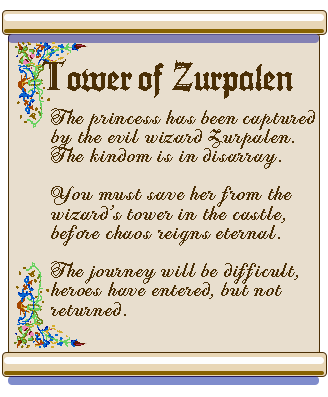 Tower of Zurpalen
The princess has been captured
by the evil wizard Zurpalen.
The kindom is in disarray.
You must save her from the
wizard's tower in the castle,
before chaos reigns eternal.
The journey will be difficult,
heroes have entered, but not
returned.